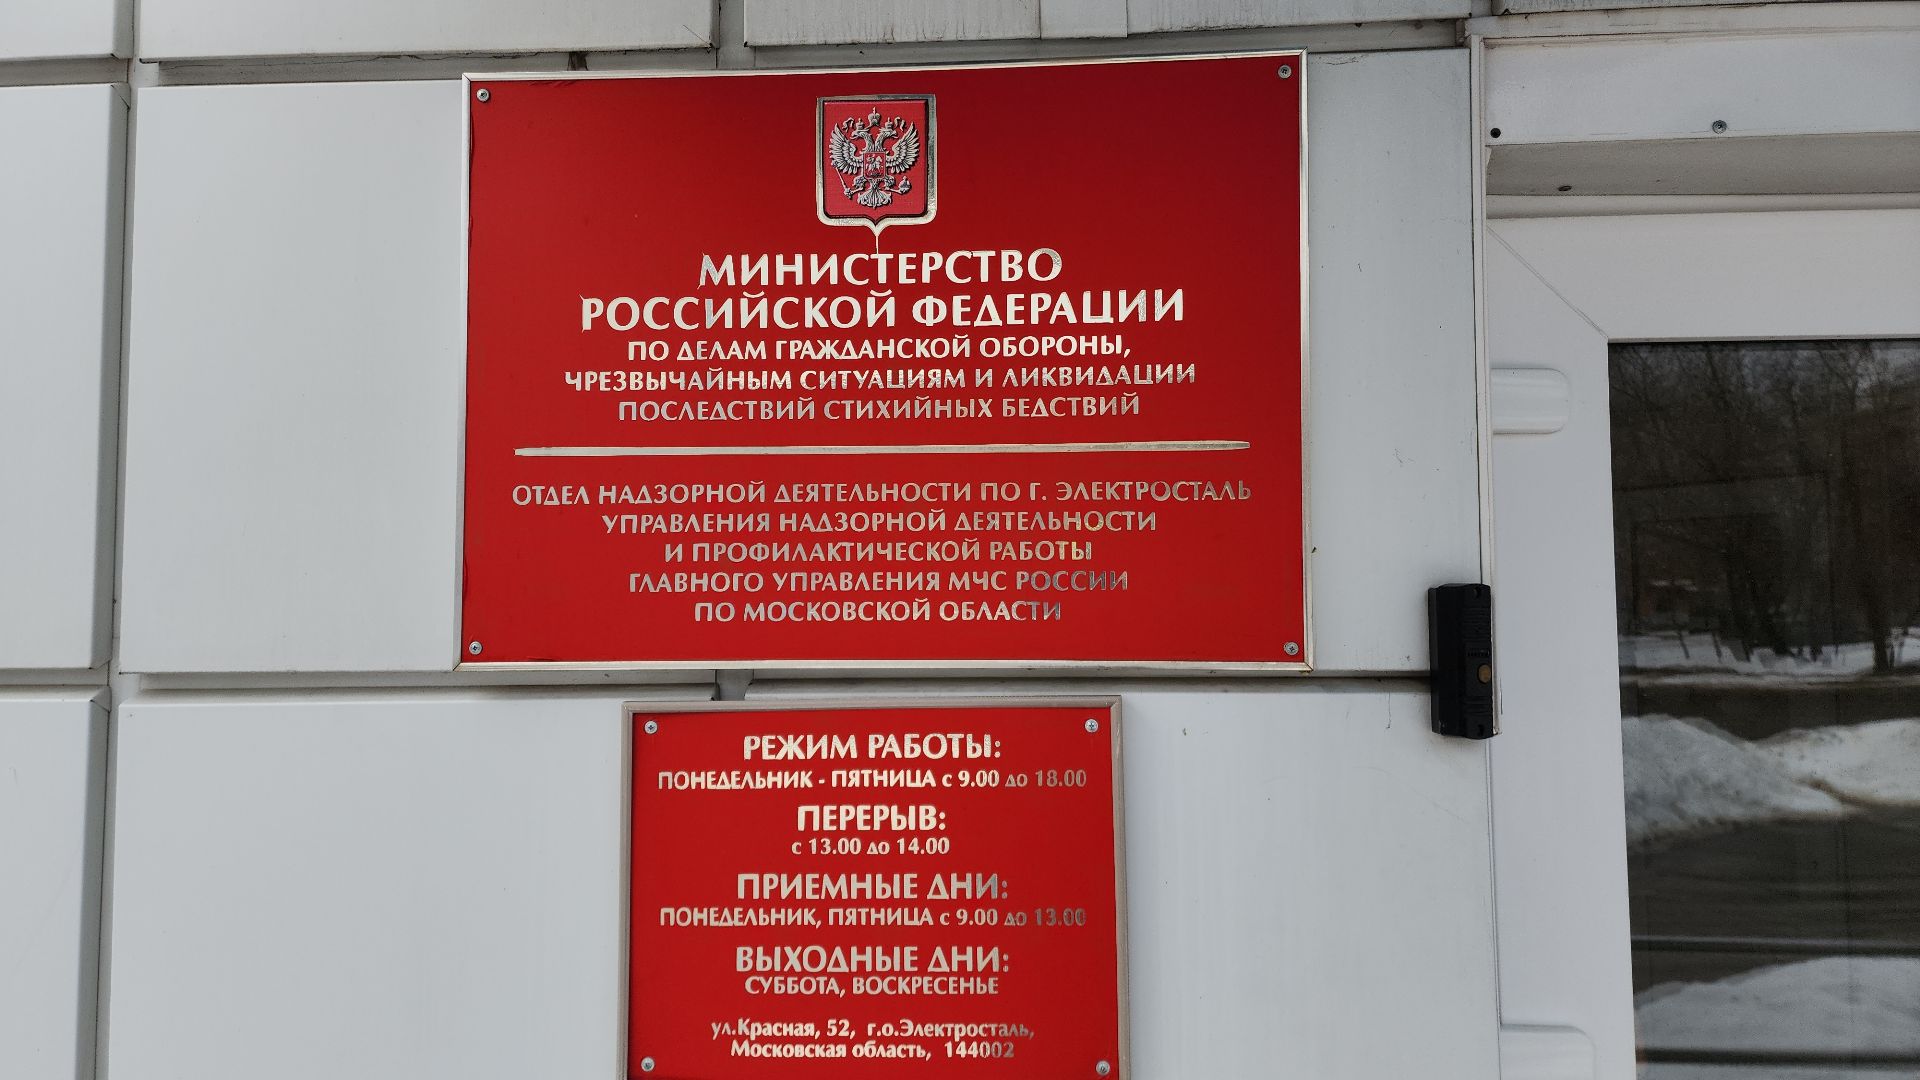 МИНИСТЕРСТВО
РОССИЙСКОЙ ФЕДЕРАЦИИ
ПО ДЕЛАМ ГРАЖДАНСКОЙ ОБОРОНЫ,
ЧРЕЗВЫЧАЙНЫМ СИТУАЦИЯМ И ЛИКВИДАЦИИ
ПОСЛЕДСТВИЙ СТИХИЙНЫХ БЕДСТВИЙ
ОТДЕЛ НАДЗОРНОЙ ДЕЯТЕЛЬНОСТИ ПО Г. ЭЛЕКТРОСТАЛЬ
УПРАВЛЕНИЯ НАДЗОРНОЙ ДЕЯТЕЛЬНОСТИ
И ПРОФИЛАКТИЧЕСКОЙ РАБОТЫ
ГЛАВНОГО УПРАВЛЕНИЯ МЧС РОССИИ
ПО МОСКОВСКОЙ ОБЛАСТИ
РЕЖИМ РАБОТЫ:
ПОНЕДЕЛЬНИК - ПЯТНИЦА с 9.00 до 18.00
ПЕРЕРЫВ:
с 13.00 до 14.00
ПРИЕМНЫЕ ДНИ:
ПОНЕДЕЛЬНИК, ПЯТНИЦА с 9.00 до 13.00
ВЫХОДНЫЕ ДНИ:
СУББОТА, ВОСКРЕСЕНЬЕ
ул.Красная, 52, г.о.Электросталь,
Московская область, 144002